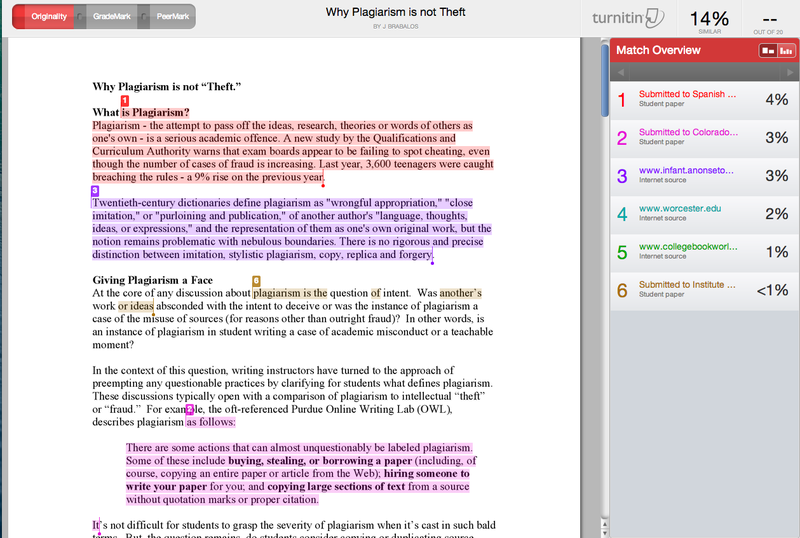 Originality
GradeMark
PeerMark
Why Plagiarism is not Theft
BY J BRABALOS
turnitin
14%
SIMILAR
--
OUT OF 20
Why Plagiarism is not “Theft.”
1
What is Plagiarism?
Plagiarism - the attempt to pass off the ideas, research, theories or words of others as
one's own - is a serious academic offence. A new study by the Qualifications and
Curriculum Authority warns that exam boards appear to be failing to spot cheating, even
though the number of cases of fraud is increasing. Last year, 3,600 teenagers were caught
breaching the rules - a 9% rise on the previous year.
3
Twentieth-century dictionaries define plagiarism as "wrongful appropriation," "close
imitation," or "purloining and publication," of another author's "language, thoughts,
ideas, or expressions," and the representation of them as one's own original work, but the
notion remains problematic with nebulous boundaries. There is no rigorous and precise
distinction between imitation, stylistic plagiarism, copy, replica and forgery.
Giving Plagiarism a Face
6
At the core of any discussion about plagiarism is the question of intent.  Was another’s
work or ideas absconded with the intent to deceive or was the instance of plagiarism a
case of the misuse of sources (for reasons other than outright fraud)?  In other words, is
an instance of plagiarism in student writing a case of academic misconduct or a teachable
moment?
In the context of this question, writing instructors have turned to the approach of
preempting any questionable practices by clarifying for students what defines plagiarism.
These discussions typically open with a comparison of plagiarism to intellectual “theft”
or “fraud.”  For example, the oft-referenced Purdue Online Writing Lab (OWL),
2
describes plagiarism as follows:
There are some actions that can almost unquestionably be labeled plagiarism.
Some of these include buying, stealing, or borrowing a paper (including, of
course, copying an entire paper or article from the Web); hiring someone to
write your paper for you; and copying large sections of text from a source
without quotation marks or proper citation.
It’s not difficult for students to grasp the severity of plagiarism when it’s cast in such bald
terms.  But, the question remains, do students consider copying or duplicating source
Match Overview
1
Submitted to Spanish ...
Student paper
4%
2
Submitted to Colorado...
Student paper
3%
3
www.infant.anonseto...
Internet source
3%
4
www.worcester.edu
Internet source
2%
5
www.collegebookworl...
Internet source
1%
6
Submitted to Institute ...
Student paper
<1%